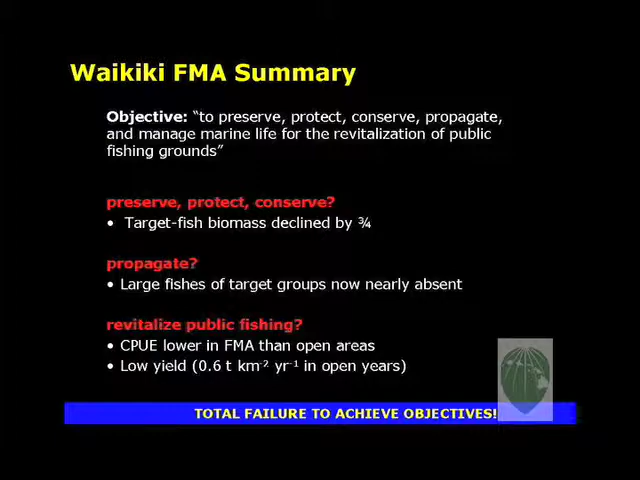 Waikiki FMA Summary
Objective: “to preserve, protect, conserve, propagate,
and manage marine life for the revitalization of public
fishing grounds”
preserve, protect, conserve?
• Target-fish biomass declined by ¾
propagate?
• Large fishes of target groups now nearly absent
revitalize public fishing?
• CPUE lower in FMA than open areas
• Low yield (0.6 t km⁻² yr⁻¹ in open years)
TOTAL FAILURE TO ACHIEVE OBJECTIVES!